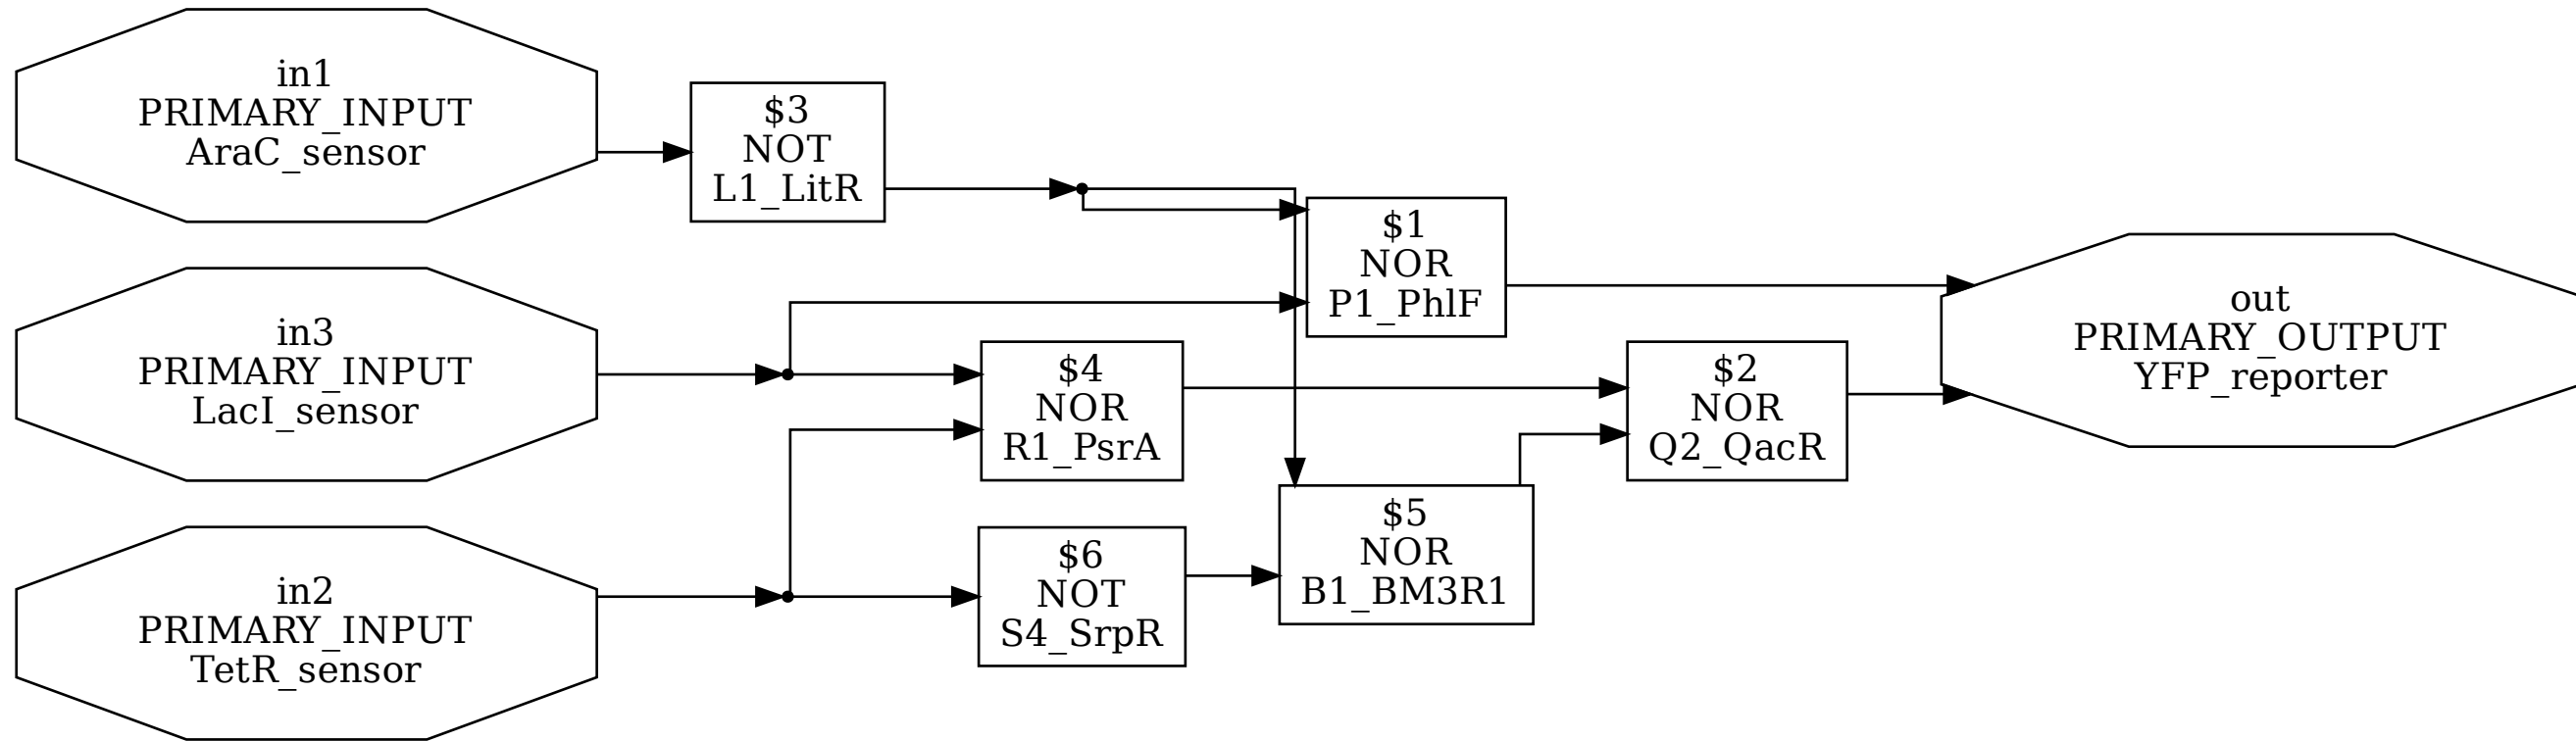 in1
PRIMARY_INPUT
AraC_sensor
$3
NOT
L1_LitR
in3
PRIMARY_INPUT
LacI_sensor
$1
NOR
P1_PhlF
$4
NOR
R1_PsrA
$2
NOR
Q2_QacR
out
PRIMARY_OUTPUT
YFP_reporter
in2
PRIMARY_INPUT
TetR_sensor
$6
NOT
S4_SrpR
$5
NOR
B1_BM3R1